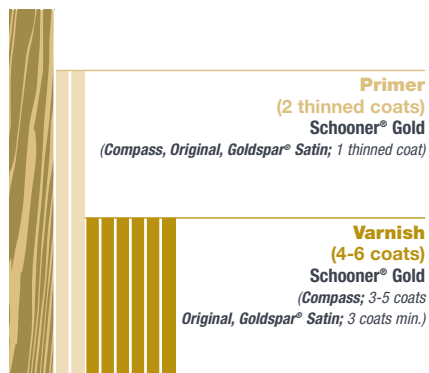 Primer
(2 thinned coats)
Schooner® Gold
(Compass, Original, Goldspar® Satin; 1 thinned coat)
Varnish
(4-6 coats)
Schooner® Gold
(Compass; 3-5 coats
Original, Goldspar® Satin; 3 coats min.)